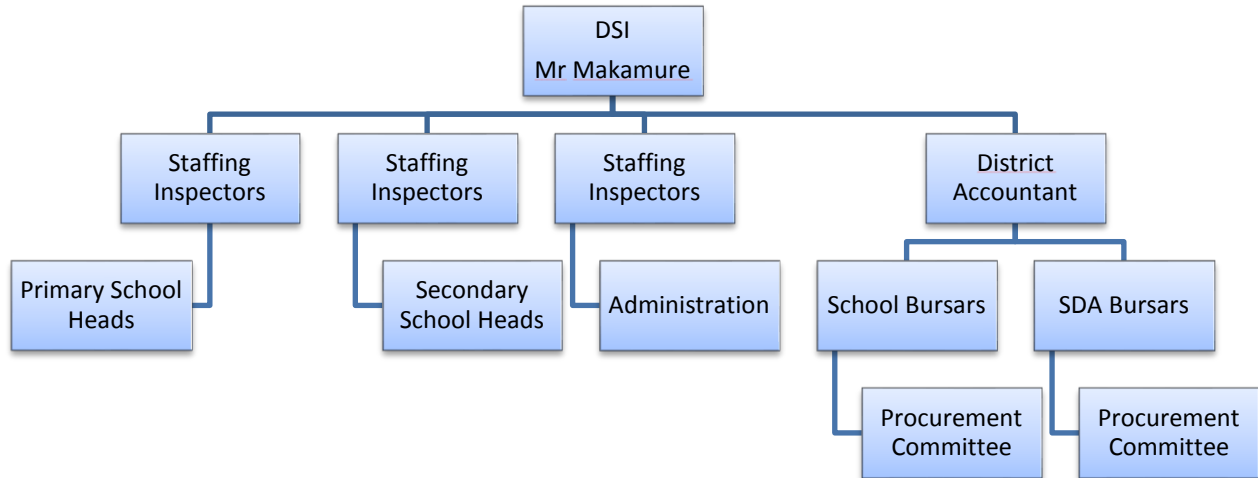 DSI
Mr Makamure
Staffing
Inspectors
Staffing
Inspectors
Staffing
Inspectors
District
Accountant
Primary School
Heads
Secondary
School Heads
Administration
School Bursars
SDA Bursars
Procurement
Committee
Procurement
Committee